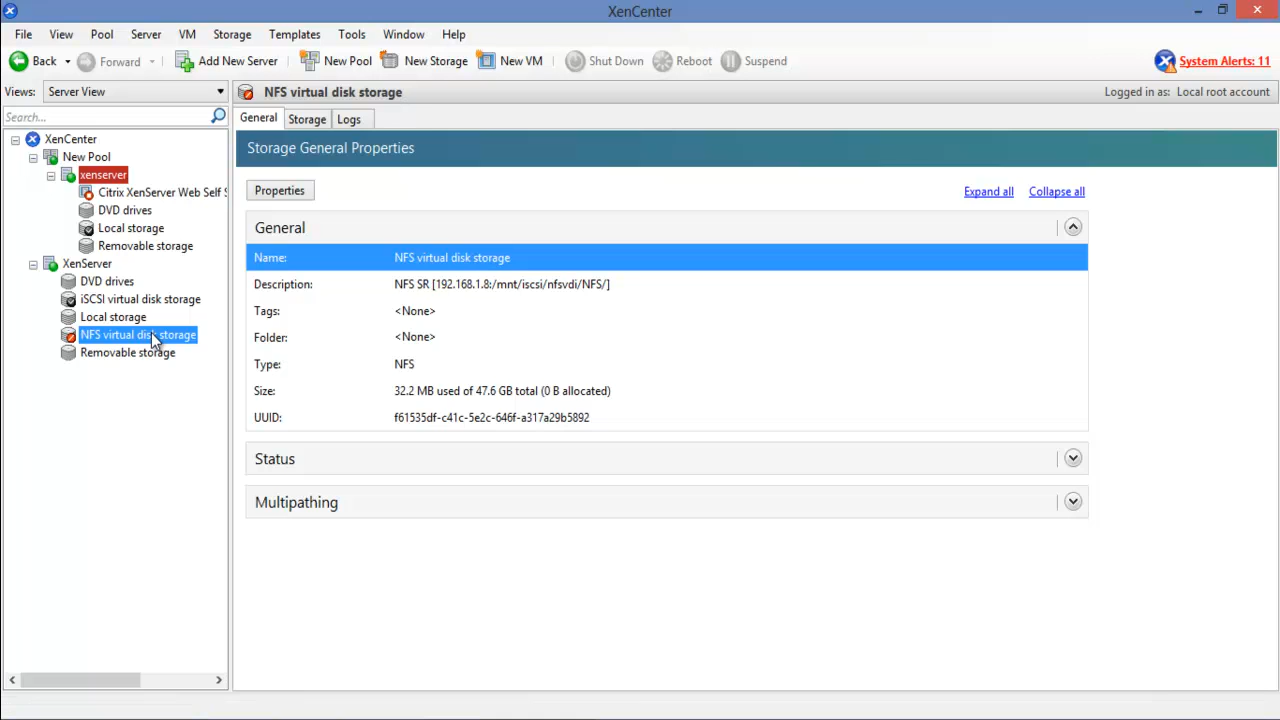 XenCenter
File View Pool Server VM Storage Templates Tools Window Help
Back Forward Add New Server New Pool New Storage New VM Shut Down Reboot Suspend System Alerts: 11
Views: Server View NFS virtual disk storage Logged in as: Local root account
Search... General Storage Logs
XenCenter
New Pool
xenserver
Citrix XenServer Web Self S
DVD drives
Local storage
Removable storage
XenServer
DVD drives
iSCSI virtual disk storage
Local storage
NFS virtual disk storage
Removable storage
Storage General Properties
Properties Expand all Collapse all
General
Name: NFS virtual disk storage
Description: NFS SR [192.168.1.8:/mnt/iscsi/nfsvdi/NFS/]
Tags: <None>
Folder: <None>
Type: NFS
Size: 32.2 MB used of 47.6 GB total (0 B allocated)
UUID: f61535df-c41c-5e2c-646f-a317a29b5892
Status
Multipathing